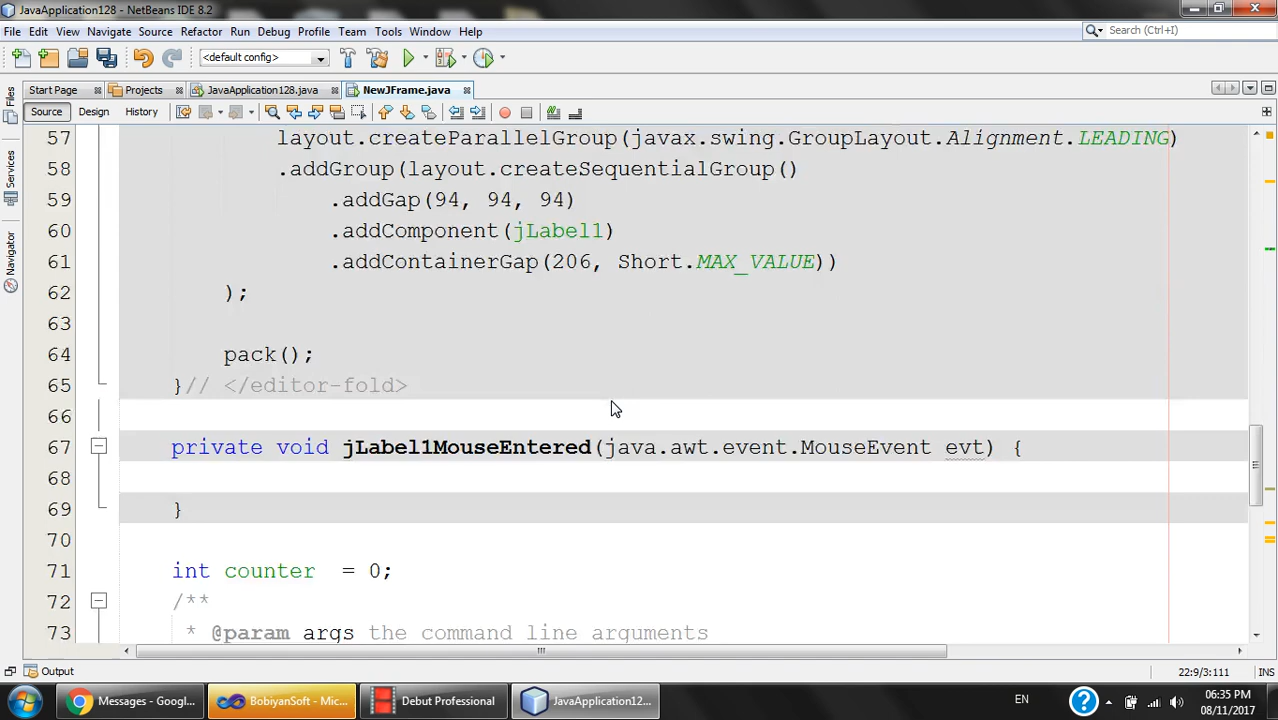 JavaApplication128 - NetBeans IDE 8.2
File Edit View Navigate Source Refactor Run Debug Profile Team Tools Window Help
Search (Ctrl+I)
<default config>
Start Page Projects JavaApplication128.java NewJFrame.java
Source Design History
Files
Services
Navigator
57 layout.createParallelGroup(javax.swing.GroupLayout.Alignment.LEADING)
58 .addGroup(layout.createSequentialGroup()
59 .addGap(94, 94, 94)
60 .addComponent(jLabel1)
61 .addContainerGap(206, Short.MAX_VALUE))
62 );
63
64 pack();
65 }// </editor-fold>
66
67 private void jLabel1MouseEntered(java.awt.event.MouseEvent evt) {
68
69 }
70
71 int counter  = 0;
72 /**
73 * @param args the command line arguments
Output
22:9/3:111 INS
Messages - Googl... BobiyanSoft - Mic... Debut Professional JavaApplication12... EN 06:35 PM
08/11/2017